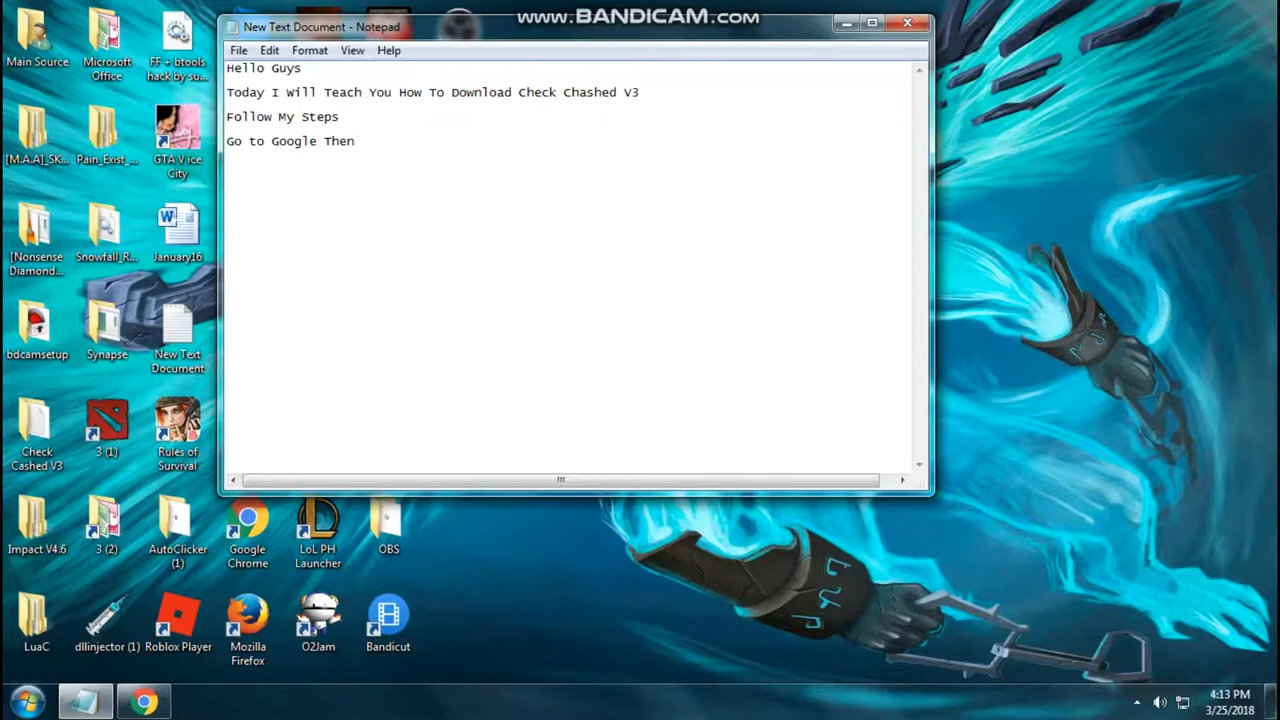 www.BANDICAM.com
New Text Document - Notepad
File Edit Format View Help
Hello Guys
Today I Will Teach You How To Download Check Chashed V3
Follow My Steps
Go to Google Then
Main Source
Microsoft Office
FF + btools hack by su...
[M.A.A]_SK...
Pain_Exist_...
GTA V ice City
[Nonsense Diamond...
Snowfall_R...
January16
bdcamsetup
Synapse
New Text Document
Check Cashed V3
3 (1)
Rules of Survival
Impact V4.6
3 (2)
AutoClicker (1)
Google Chrome
LoL PH Launcher
OBS
LuaC
dllinjector (1)
Roblox Player
Mozilla Firefox
O2Jam
Bandicut
4:13 PM
3/25/2018